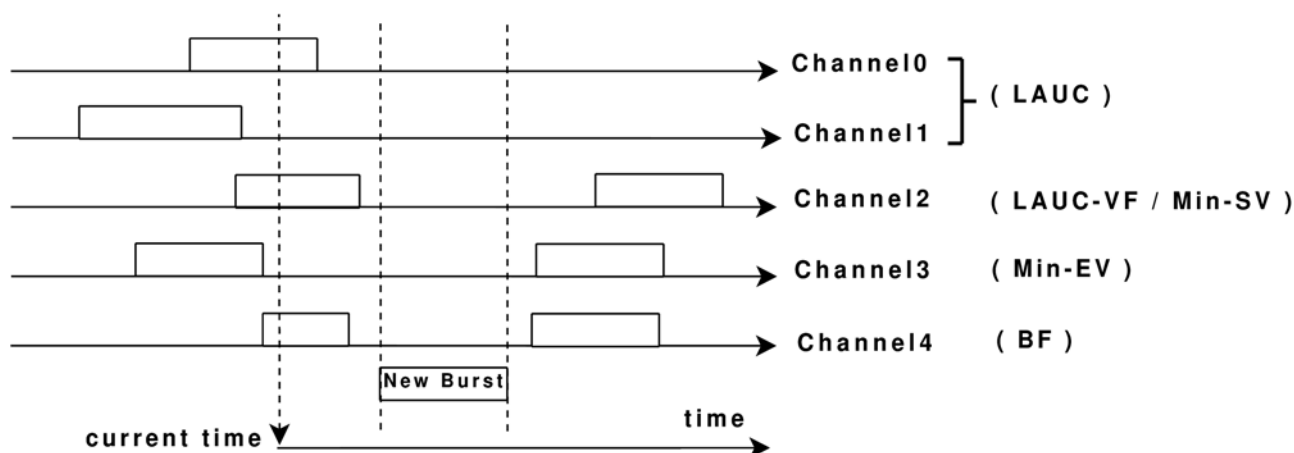 Channel0
( LAUC )
Channel1
Channel2 ( LAUC-VF / Min-SV )
Channel3 ( Min-EV )
Channel4 ( BF )
New Burst
time
current time